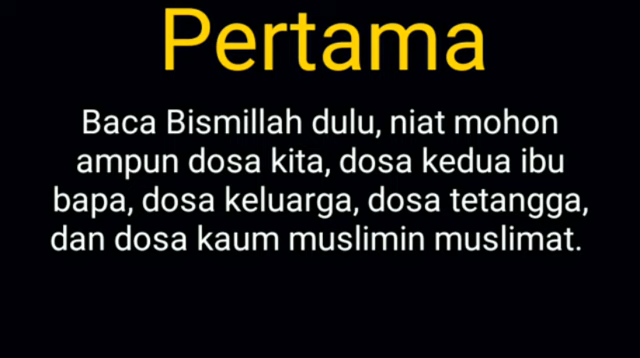 Pertama
Baca Bismillah dulu, niat mohon
ampun dosa kita, dosa kedua ibu
bapa, dosa keluarga, dosa tetangga,
dan dosa kaum muslimin muslimat.